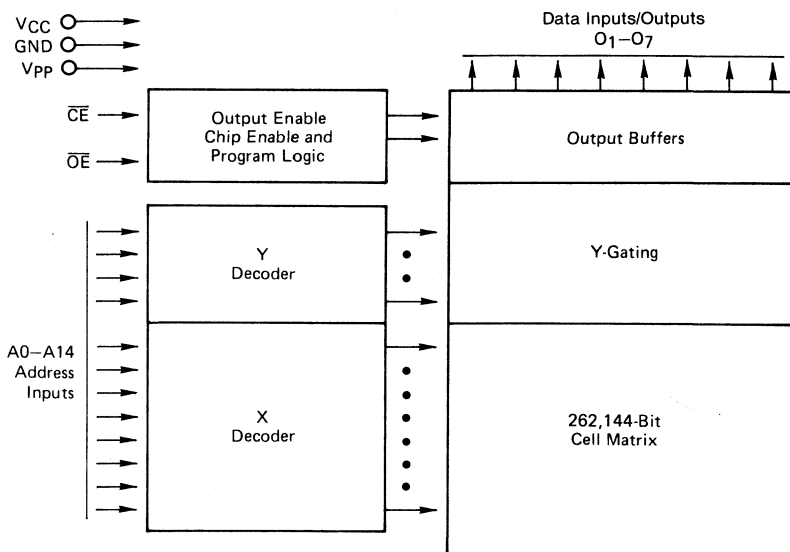 VCC
GND
VPP
CE
OE
Output Enable
Chip Enable and
Program Logic
Data Inputs/Outputs
O1–O7
Output Buffers
Y
Decoder
Y-Gating
A0–A14
Address
Inputs
X
Decoder
262,144-Bit
Cell Matrix